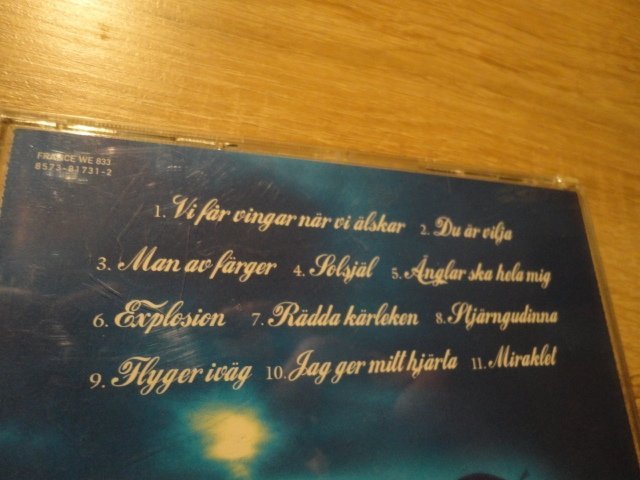 FRANCE WE 833
8573-81731-2
1. Vi får vingar när vi älskar 2. Du är vilja
3. Man av färger 4. Solsjäl 5. Änglar ska hela mig
6. Explosion 7. Rädda kärleken 8. Stjärngudinna
9. Flyger iväg 10. Jag ger mitt hjärta 11. Miraklet